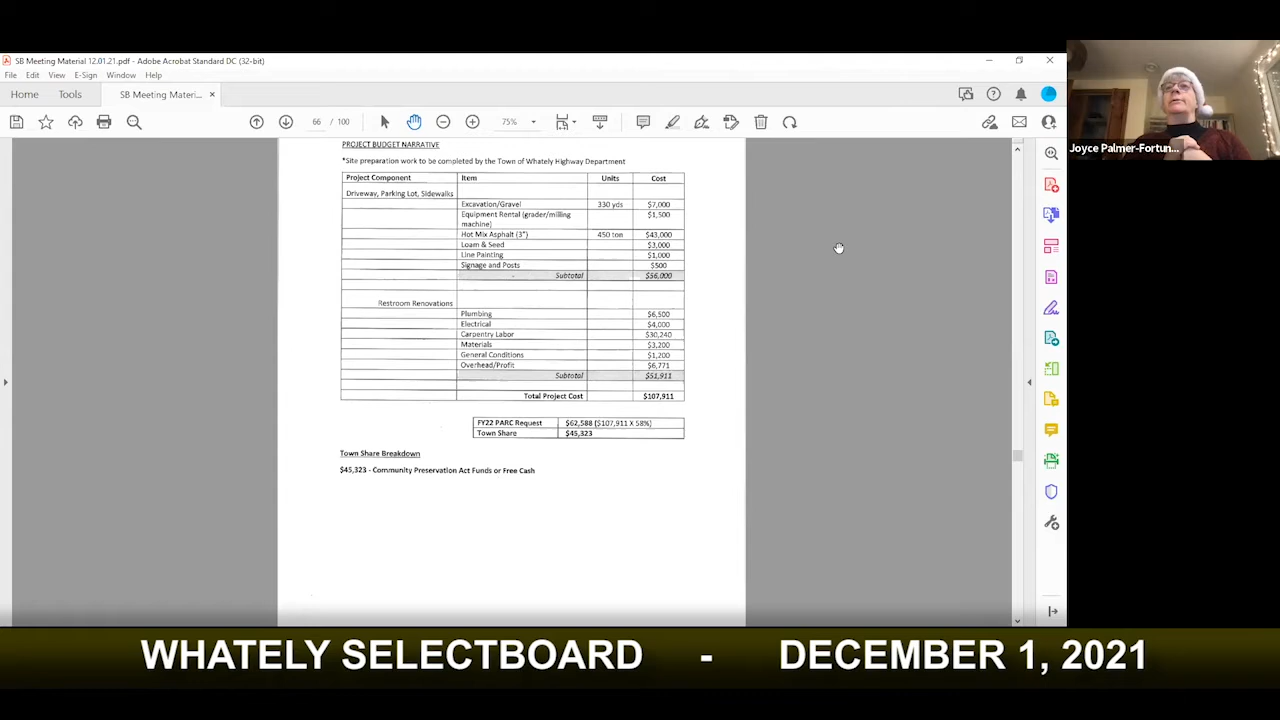 SB Meeting Material 12.01.21.pdf - Adobe Acrobat Standard DC (32-bit)
File Edit View E-Sign Window Help
Home Tools SB Meeting Materi... ×
66 / 100 75%
Joyce Palmer-Fortun...
PROJECT BUDGET NARRATIVE
*Site preparation work to be completed by the Town of Whately Highway Department
Project Component Item Units Cost
Driveway, Parking Lot, Sidewalks
Excavation/Gravel 330 yds $7,000
Equipment Rental (grader/milling $1,500
machine)
Hot Mix Asphalt (3") 450 ton $43,000
Loam & Seed $3,000
Line Painting $1,000
Signage and Posts $500
Subtotal $56,000
Restroom Renovations
Plumbing $6,500
Electrical $4,000
Carpentry Labor $30,240
Materials $3,200
General Conditions $1,200
Overhead/Profit $6,771
Subtotal $51,911
Total Project Cost $107,911
FY22 PARC Request $62,588 ($107,911 X 58%)
Town Share $45,323
Town Share Breakdown
$45,323 - Community Preservation Act Funds or Free Cash
WHATELY SELECTBOARD - DECEMBER 1, 2021